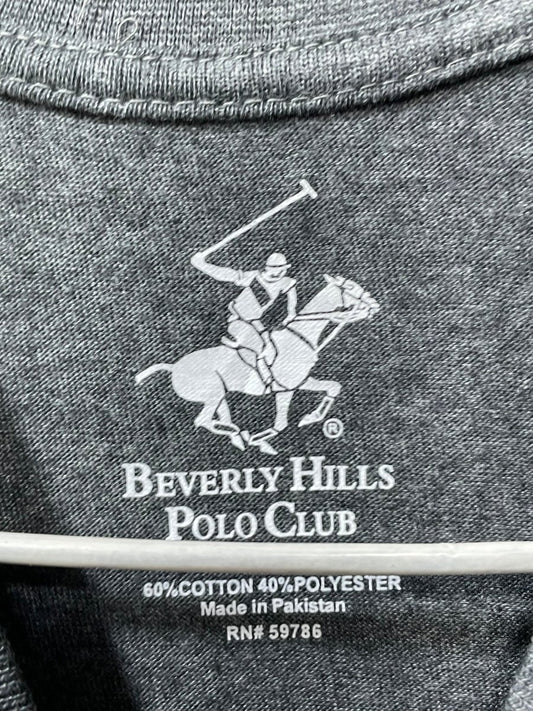 ®
BEVERLY HILLS
POLO CLUB
60%COTTON 40%POLYESTER
Made in Pakistan
RN# 59786